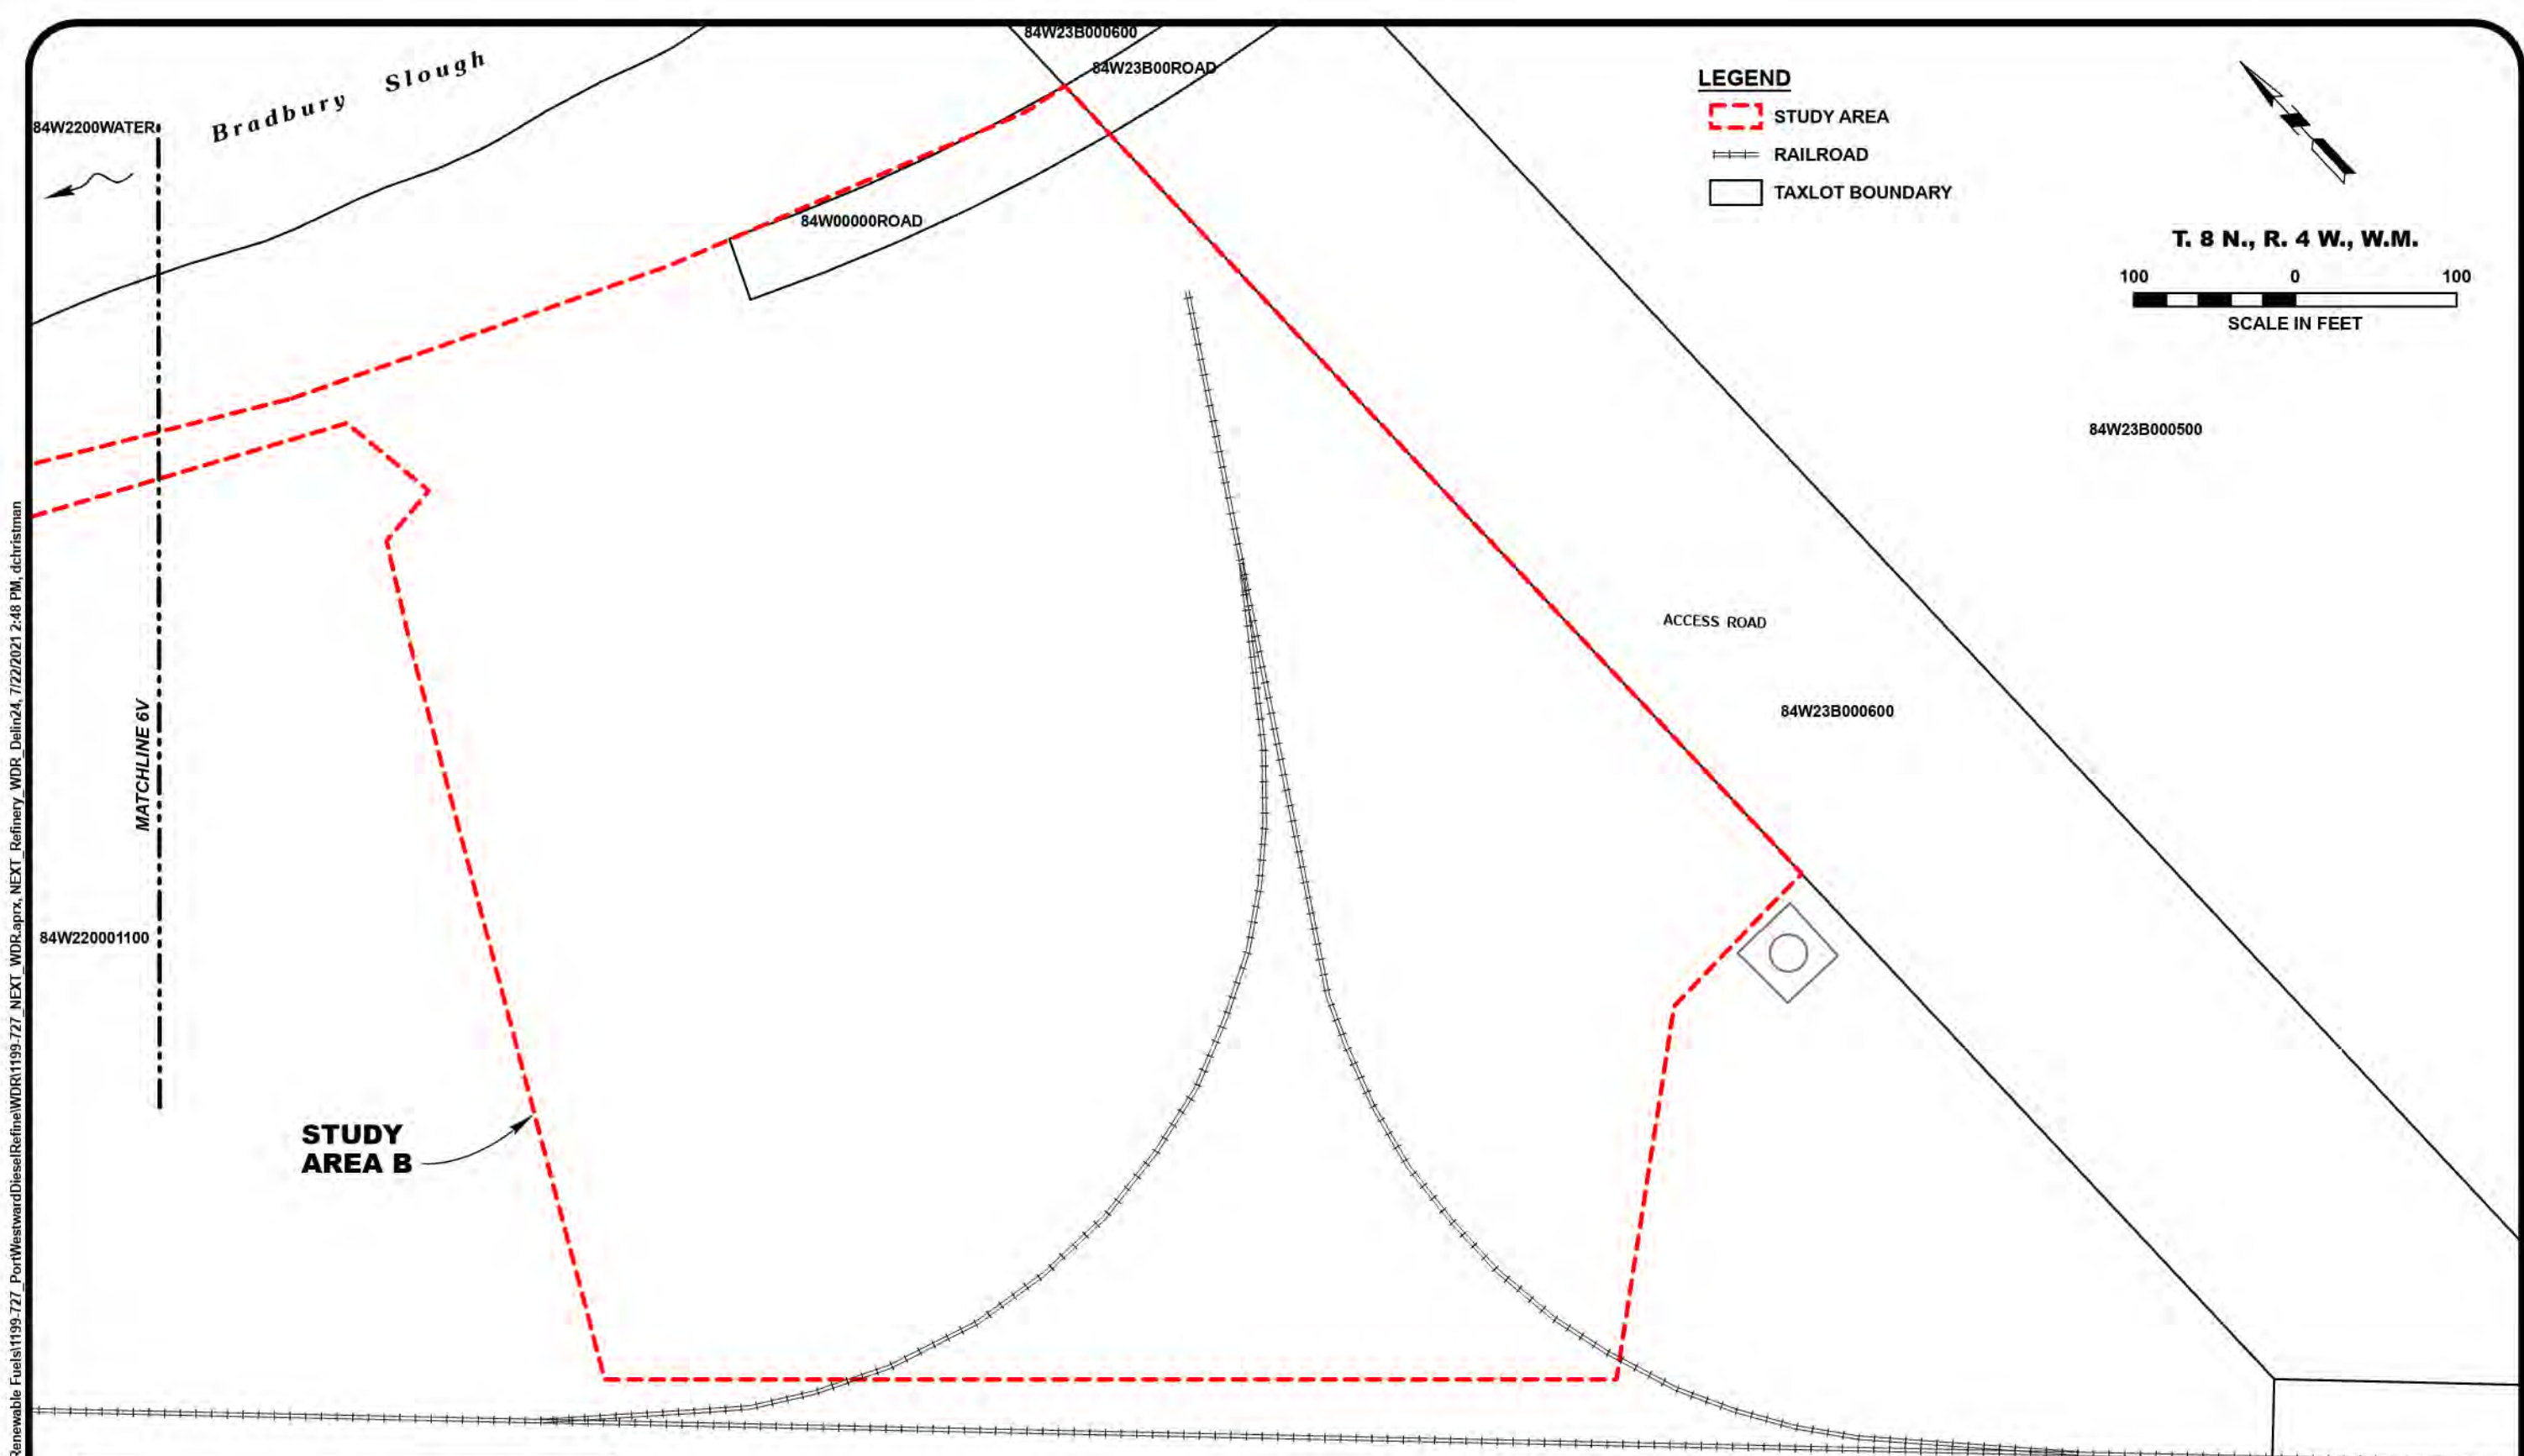 84W23B000600
84W23B00ROAD
Bradbury Slough
84W2200WATER
84W00000ROAD
LEGEND
STUDY AREA
RAILROAD
TAXLOT BOUNDARY
T. 8 N., R. 4 W., W.M.
100 0 100
SCALE IN FEET
84W23B000500
ACCESS ROAD
84W23B000600
MATCHLINE 6V
84W220001100
STUDY
AREA B
Renewable Fuels\1199-727_PortWestwardDieselRefine\WDR\1199-727_NEXT_WDR.aprx, NEXT_Refinery_WDR_Delin24, 7/22/2021 2:48 PM, dchristman